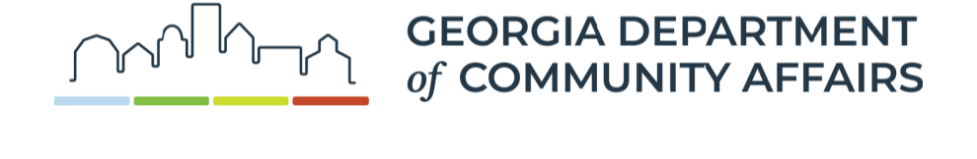 GEORGIA DEPARTMENT
of COMMUNITY AFFAIRS